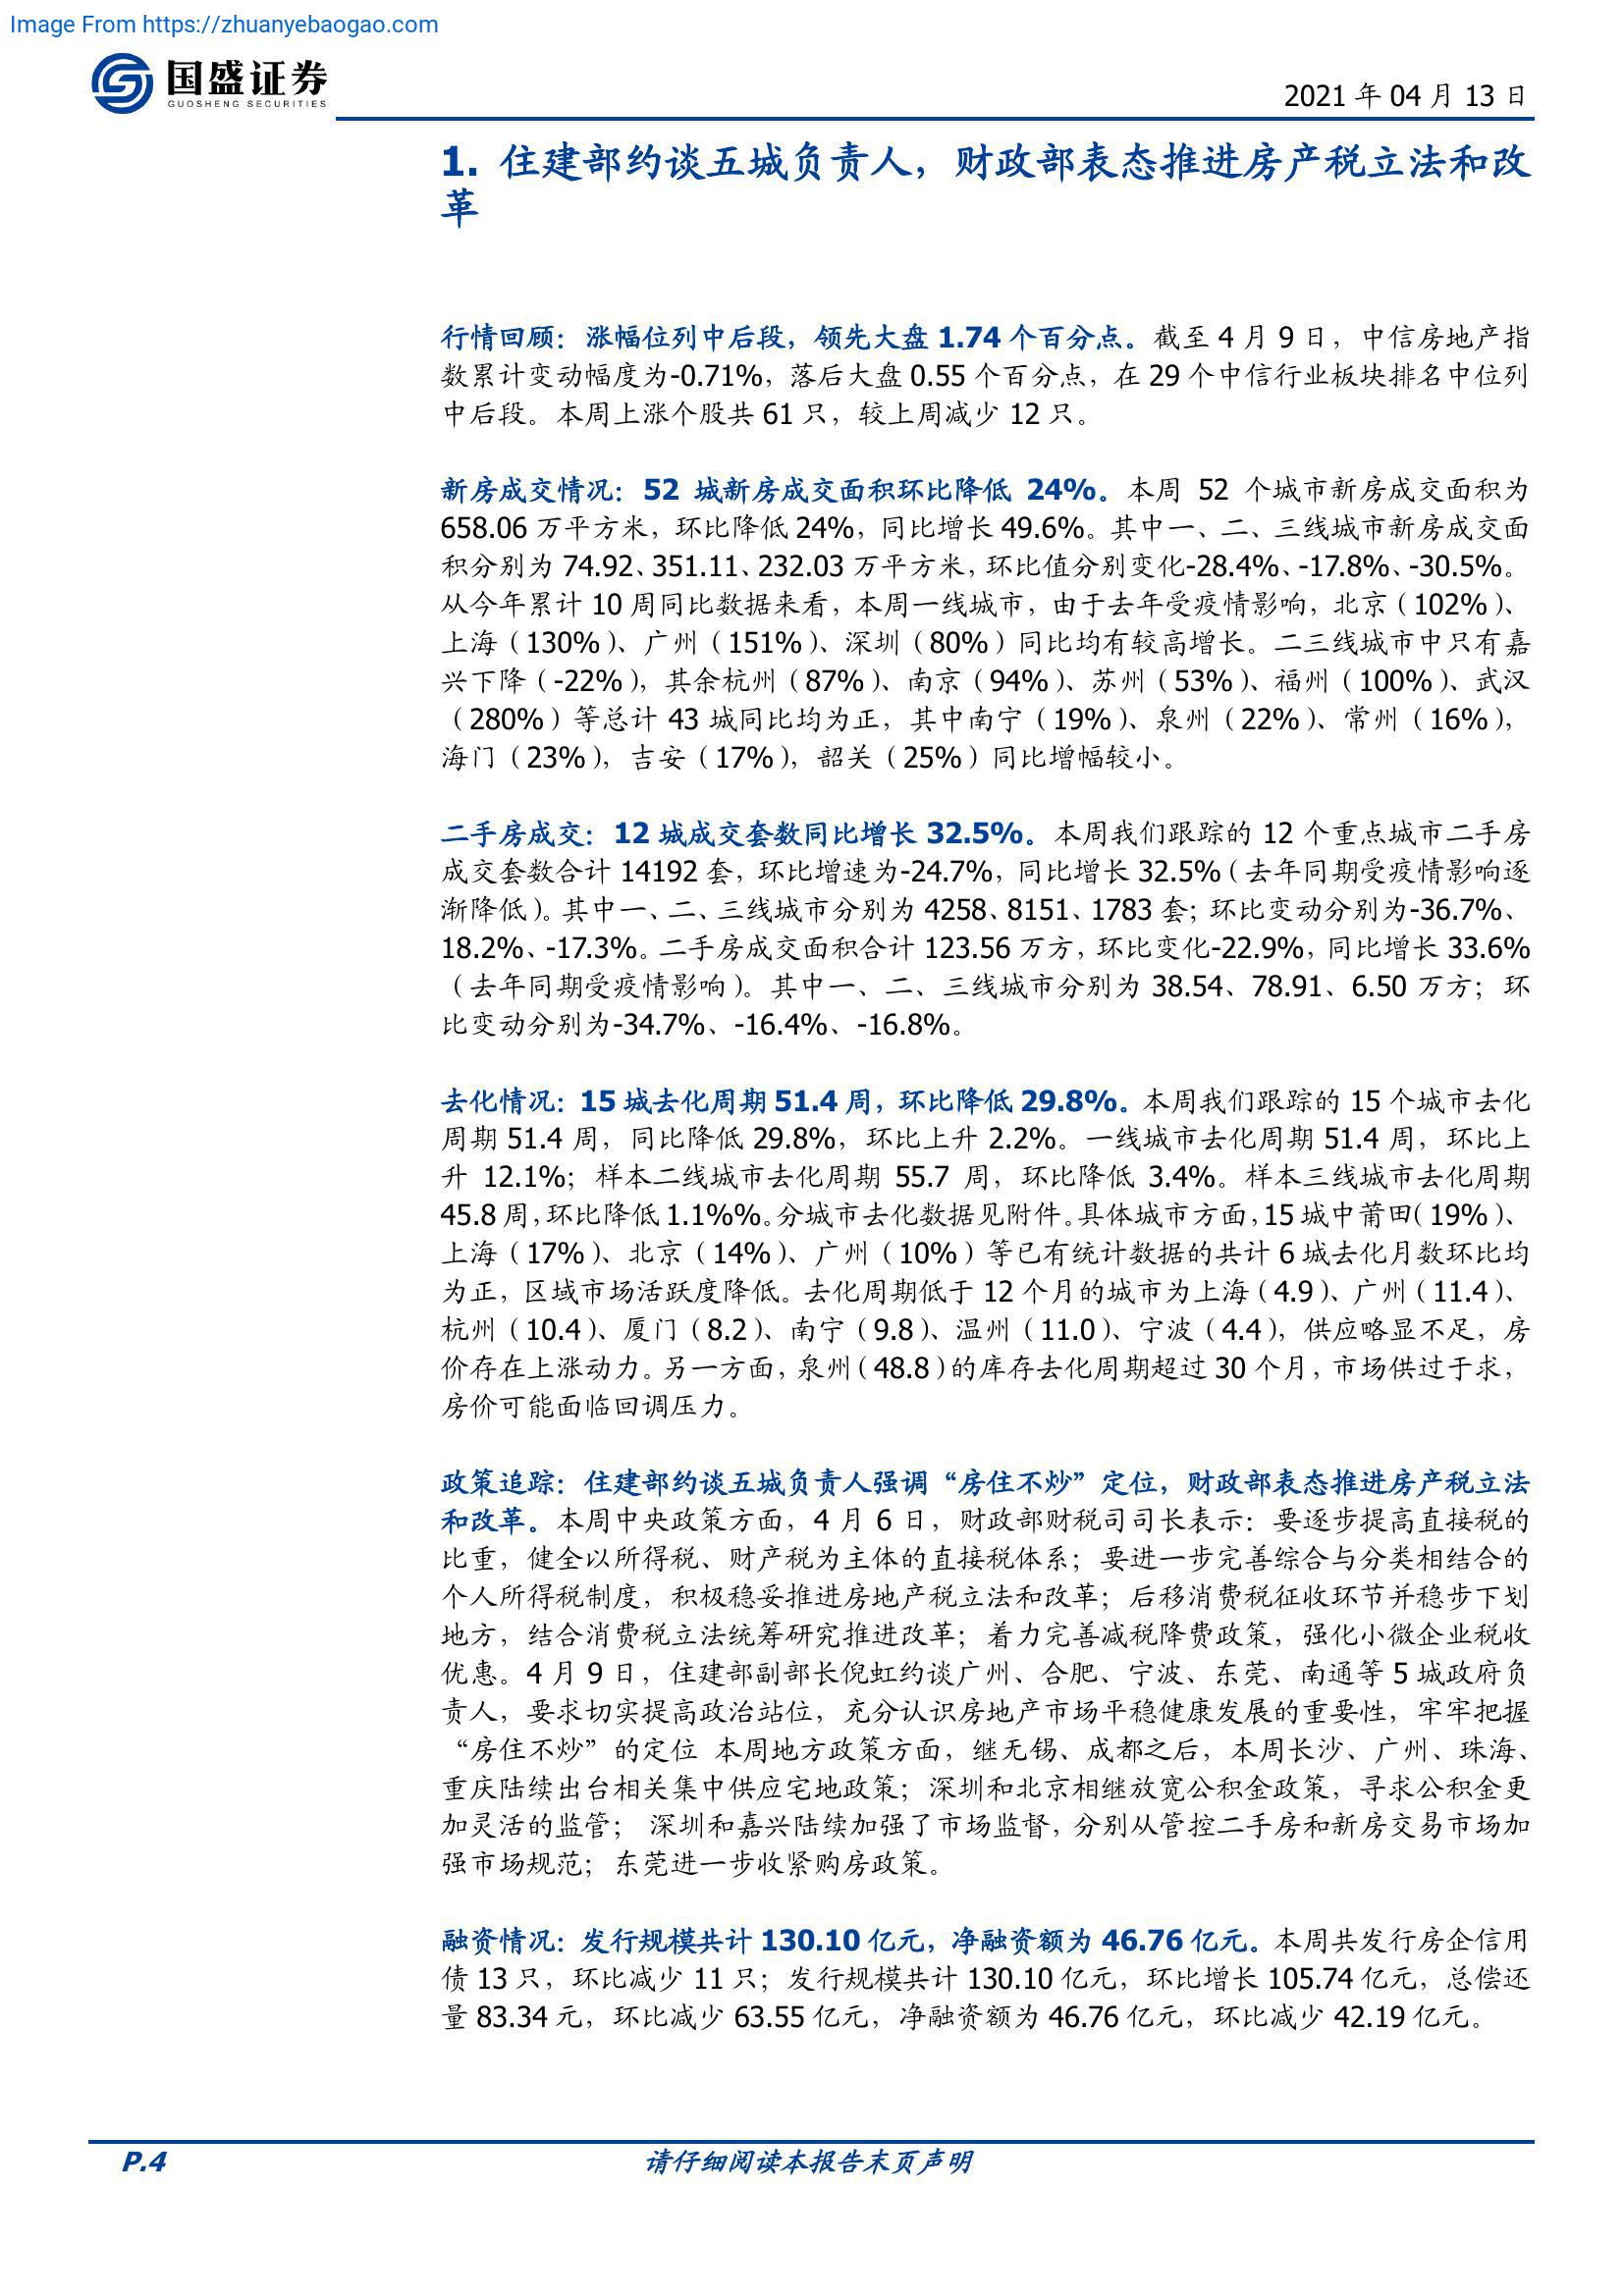 Image From https://zhuanyebaogao.com
国盛证券
GUOSHENG SECURITIES
2021 年 04 月 13 日
1. 住建部约谈五城负责人，财政部表态推进房产税立法和改
革
行情回顾：涨幅位列中后段，领先大盘 1.74 个百分点。截至 4 月 9 日，中信房地产指
数累计变动幅度为-0.71%，落后大盘 0.55 个百分点，在 29 个中信行业板块排名中位列
中后段。本周上涨个股共 61 只，较上周减少 12 只。
新房成交情况：52 城新房成交面积环比降低 24%。本周 52 个城市新房成交面积为
658.06 万平方米，环比降低 24%，同比增长 49.6%。其中一、二、三线城市新房成交面
积分别为 74.92、351.11、232.03 万平方米，环比值分别变化-28.4%、-17.8%、-30.5%。
从今年累计 10 周同比数据来看，本周一线城市，由于去年受疫情影响，北京（102%）、
上海（130%）、广州（151%）、深圳（80%）同比均有较高增长。二三线城市中只有嘉
兴下降（-22%），其余杭州（87%）、南京（94%）、苏州（53%）、福州（100%）、武汉
（280%）等总计 43 城同比均为正，其中南宁（19%）、泉州（22%）、常州（16%），
海门（23%），吉安（17%），韶关（25%）同比增幅较小。
二手房成交：12 城成交套数同比增长 32.5%。本周我们跟踪的 12 个重点城市二手房
成交套数合计 14192 套，环比增速为-24.7%，同比增长 32.5%（去年同期受疫情影响逐
渐降低）。其中一、二、三线城市分别为 4258、8151、1783 套；环比变动分别为-36.7%、
18.2%、-17.3%。二手房成交面积合计 123.56 万方，环比变化-22.9%，同比增长 33.6%
（去年同期受疫情影响）。其中一、二、三线城市分别为 38.54、78.91、6.50 万方；环
比变动分别为-34.7%、-16.4%、-16.8%。
去化情况：15 城去化周期 51.4 周，环比降低 29.8%。本周我们跟踪的 15 个城市去化
周期 51.4 周，同比降低 29.8%，环比上升 2.2%。一线城市去化周期 51.4 周，环比上
升 12.1%；样本二线城市去化周期 55.7 周，环比降低 3.4%。样本三线城市去化周期
45.8 周，环比降低 1.1%%。分城市去化数据见附件。具体城市方面，15 城中莆田（19%）、
上海（17%）、北京（14%）、广州（10%）等已有统计数据的共计 6 城去化月数环比均
为正，区域市场活跃度降低。去化周期低于 12 个月的城市为上海（4.9）、广州（11.4）、
杭州（10.4）、厦门（8.2）、南宁（9.8）、温州（11.0）、宁波（4.4），供应略显不足，房
价存在上涨动力。另一方面，泉州（48.8）的库存去化周期超过 30 个月，市场供过于求，
房价可能面临回调压力。
政策追踪：住建部约谈五城负责人强调“房住不炒”定位，财政部表态推进房产税立法
和改革。本周中央政策方面，4 月 6 日，财政部财税司司长表示：要逐步提高直接税的
比重，健全以所得税、财产税为主体的直接税体系；要进一步完善综合与分类相结合的
个人所得税制度，积极稳妥推进房地产税立法和改革；后移消费税征收环节并稳步下划
地方，结合消费税立法统筹研究推进改革；着力完善减税降费政策，强化小微企业税收
优惠。4 月 9 日，住建部副部长倪虹约谈广州、合肥、宁波、东莞、南通等 5 城政府负
责人，要求切实提高政治站位，充分认识房地产市场平稳健康发展的重要性，牢牢把握
“房住不炒”的定位 本周地方政策方面，继无锡、成都之后，本周长沙、广州、珠海、
重庆陆续出台相关集中供应宅地政策；深圳和北京相继放宽公积金政策，寻求公积金更
加灵活的监管； 深圳和嘉兴陆续加强了市场监督，分别从管控二手房和新房交易市场加
强市场规范；东莞进一步收紧购房政策。
融资情况：发行规模共计 130.10 亿元，净融资额为 46.76 亿元。本周共发行房企信用
债 13 只，环比减少 11 只；发行规模共计 130.10 亿元，环比增长 105.74 亿元，总偿还
量 83.34 元，环比减少 63.55 亿元，净融资额为 46.76 亿元，环比减少 42.19 亿元。
P.4
请仔细阅读本报告末页声明